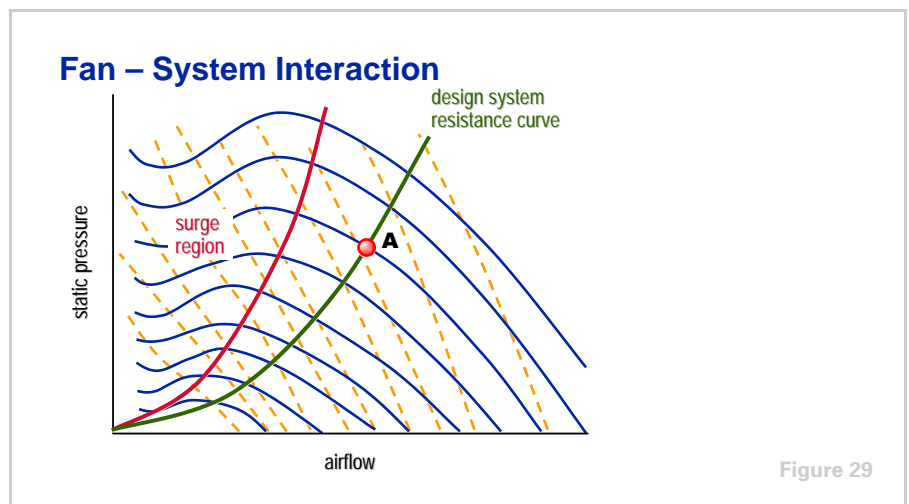 Fan – System Interaction
design system
resistance curve
static pressure
surge
region
A
airflow
Figure 29